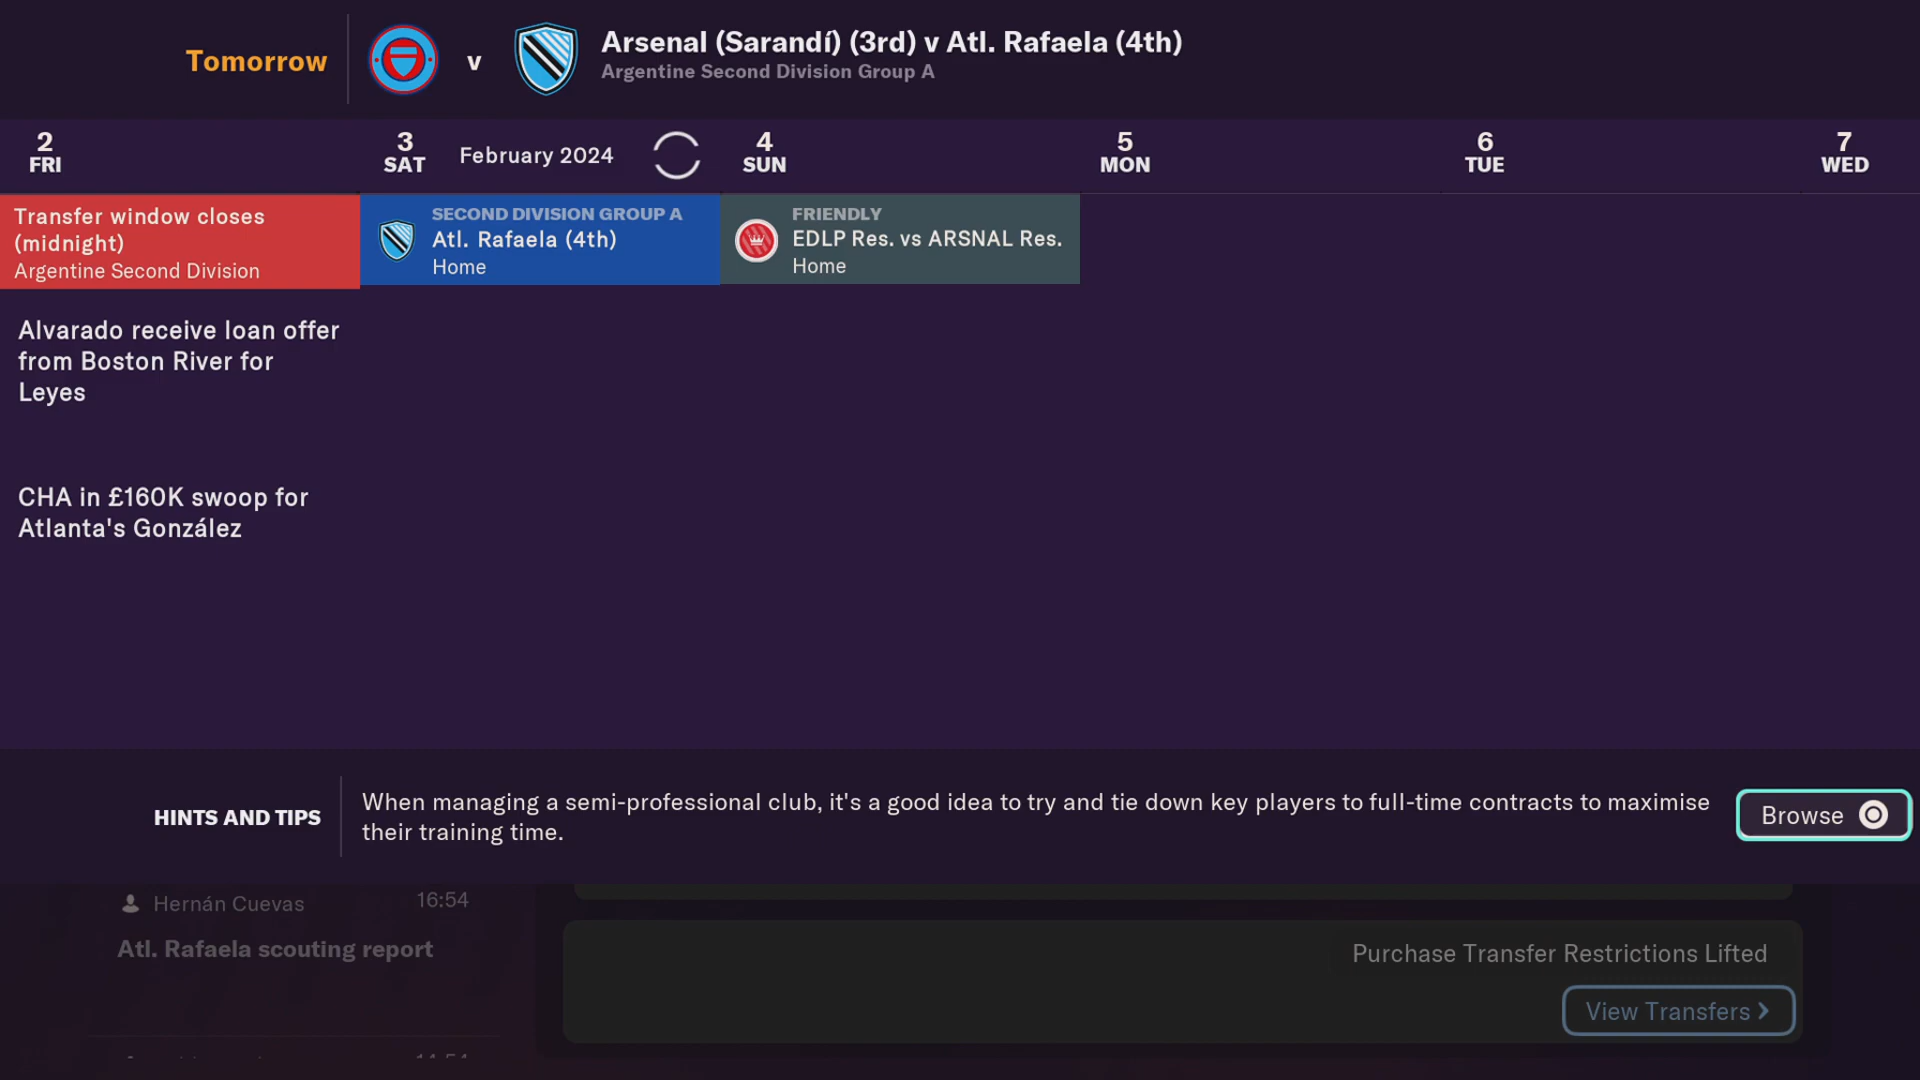 Tomorrow
v
Arsenal (Sarandí) (3rd) v Atl. Rafaela (4th)
Argentine Second Division Group A
2
FRI
3
SAT
February 2024
4
SUN
5
MON
6
TUE
7
WED
Transfer window closes
(midnight)
Argentine Second Division
SECOND DIVISION GROUP A
Atl. Rafaela (4th)
Home
FRIENDLY
EDLP Res. vs ARSNAL Res.
Home
Alvarado receive loan offer
from Boston River for
Leyes
CHA in £160K swoop for
Atlanta's González
HINTS AND TIPS
When managing a semi-professional club, it's a good idea to try and tie down key players to full-time contracts to maximise
their training time.
Browse
Hernán Cuevas
16:54
Atl. Rafaela scouting report
Purchase Transfer Restrictions Lifted
View Transfers